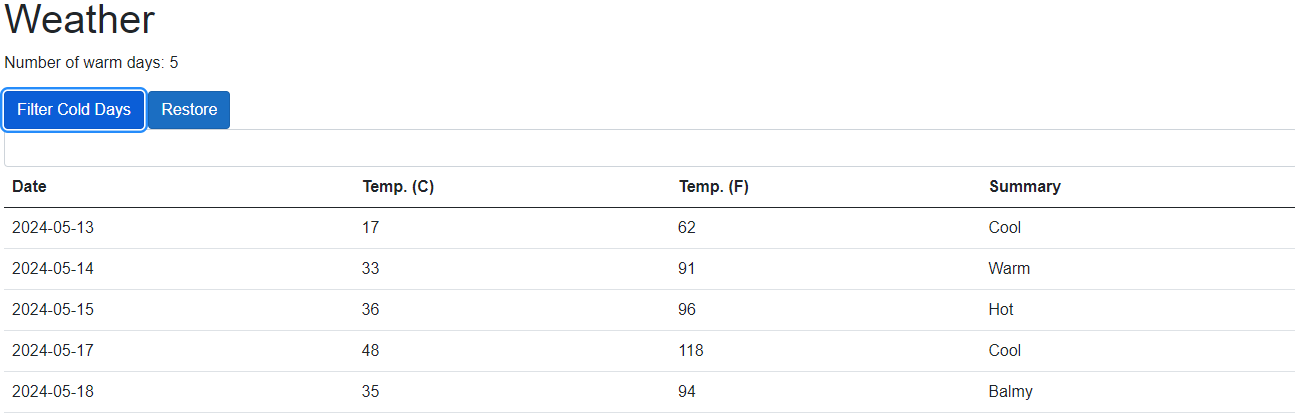 Weather
Number of warm days: 5
Filter Cold Days Restore
Date Temp. (C) Temp. (F) Summary
2024-05-13 17 62 Cool
2024-05-14 33 91 Warm
2024-05-15 36 96 Hot
2024-05-17 48 118 Cool
2024-05-18 35 94 Balmy